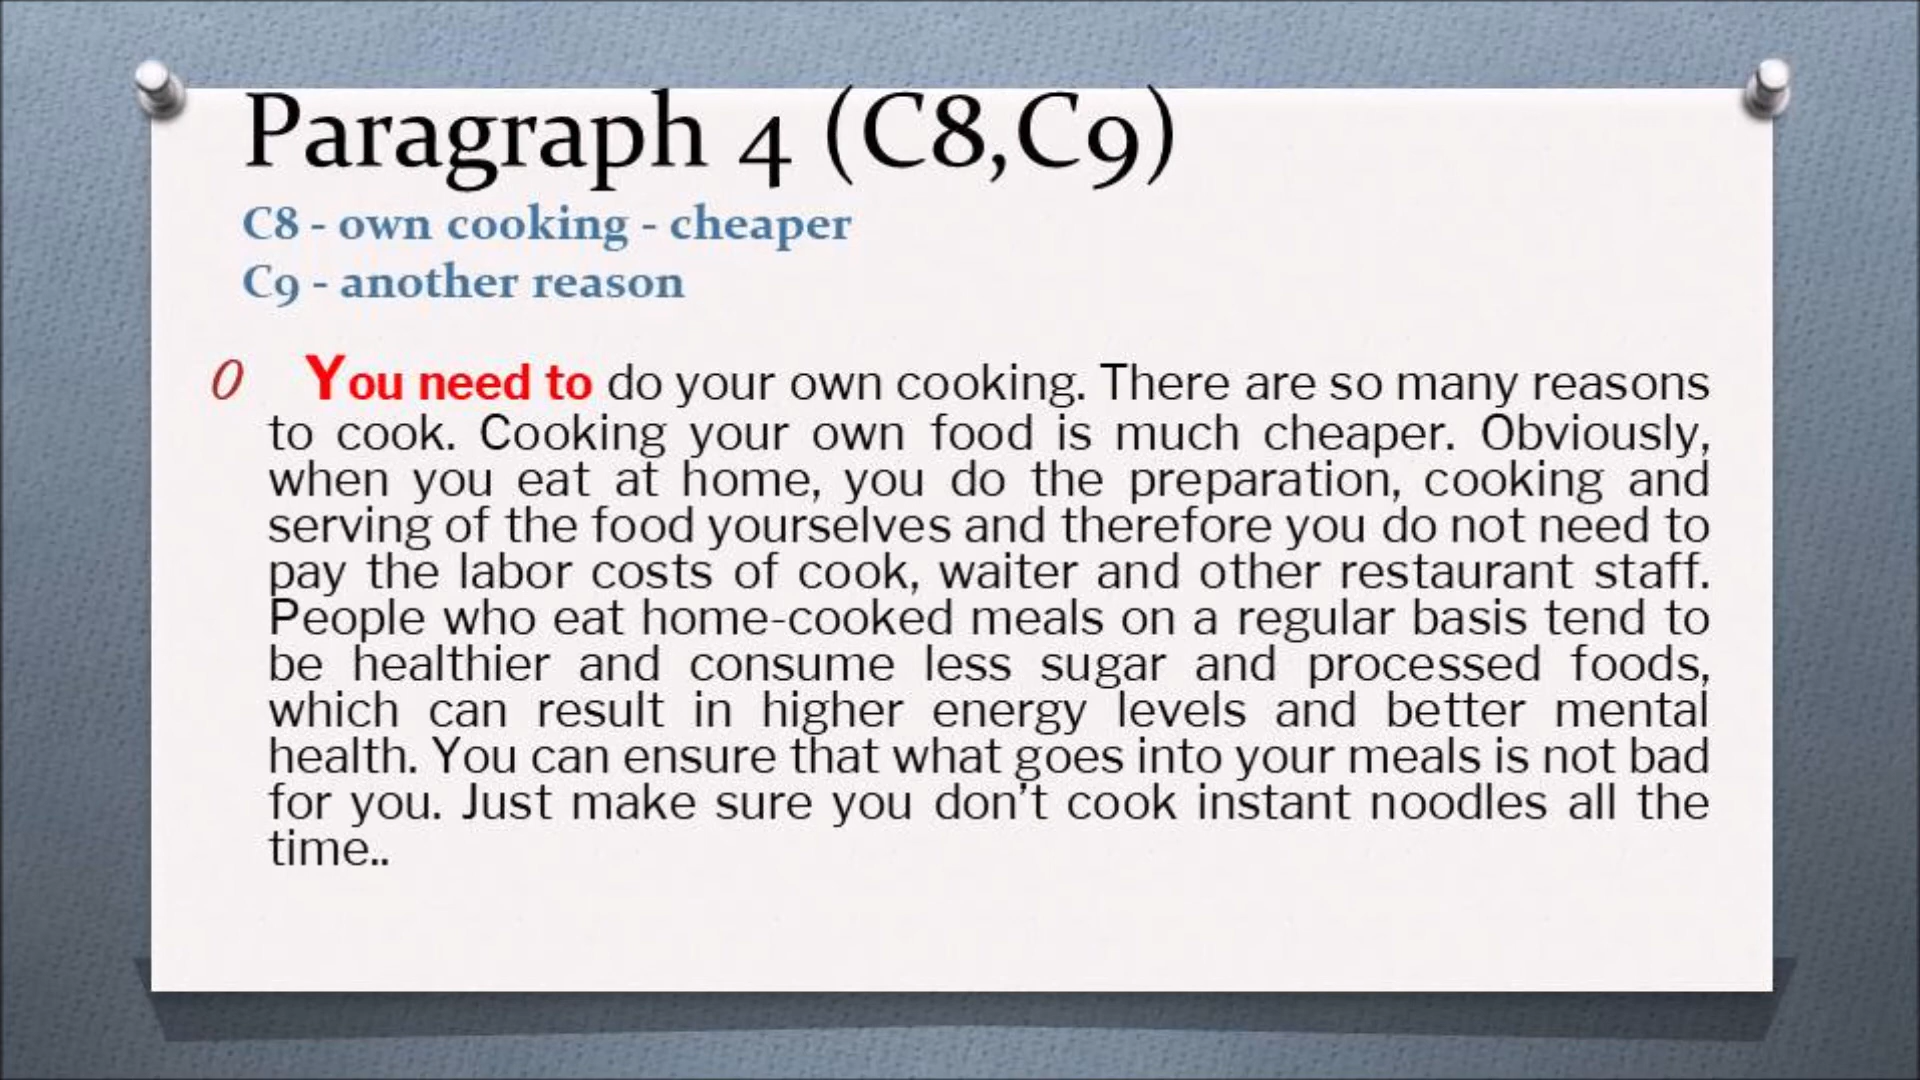 Paragraph 4 (C8,C9)
C8 - own cooking - cheaper
C9 - another reason
You need to do your own cooking. There are so many reasons
to cook. Cooking your own food is much cheaper. Obviously,
when you eat at home, you do the preparation, cooking and
serving of the food yourselves and therefore you do not need to
pay the labor costs of cook, waiter and other restaurant staff.
People who eat home-cooked meals on a regular basis tend to
be healthier and consume less sugar and processed foods,
which can result in higher energy levels and better mental
health. You can ensure that what goes into your meals is not bad
for you. Just make sure you don't cook instant noodles all the
time..